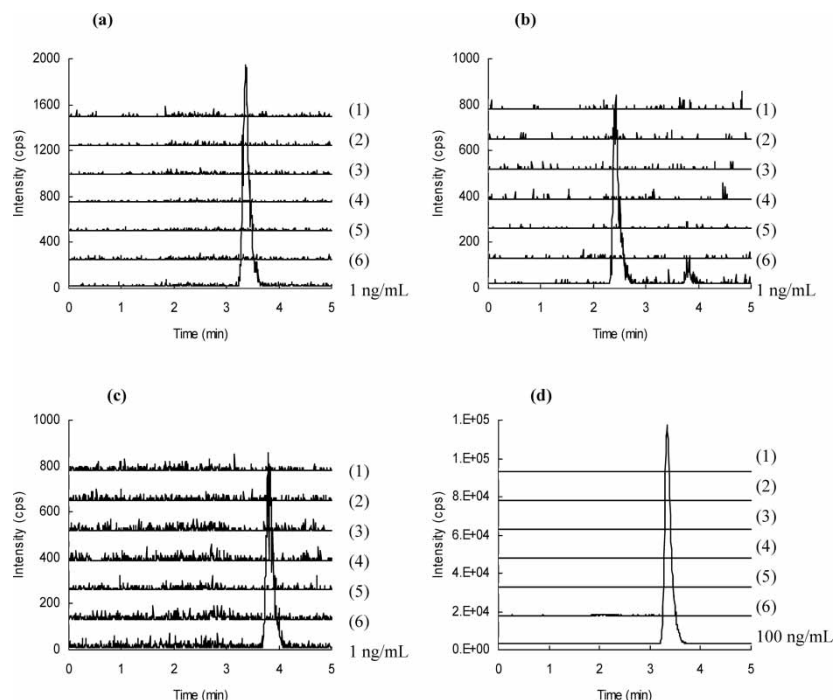 (a)
Intensity (cps)
2000
1600
1200
800
400
0
(1)
(2)
(3)
(4)
(5)
(6)
1 ng/mL
0 1 2 3 4 5
Time (min)
(b)
Intensity (cps)
1000
800
600
400
200
0
(1)
(2)
(3)
(4)
(5)
(6)
1 ng/mL
0 1 2 3 4 5
Time (min)
(c)
Intensity (cps)
1000
800
600
400
200
0
(1)
(2)
(3)
(4)
(5)
(6)
1 ng/mL
0 1 2 3 4 5
Time (min)
(d)
Intensity (cps)
1.E+05
1.E+05
8.E+04
6.E+04
4.E+04
2.E+04
0.E+00
(1)
(2)
(3)
(4)
(5)
(6)
100 ng/mL
0 1 2 3 4 5
Time (min)